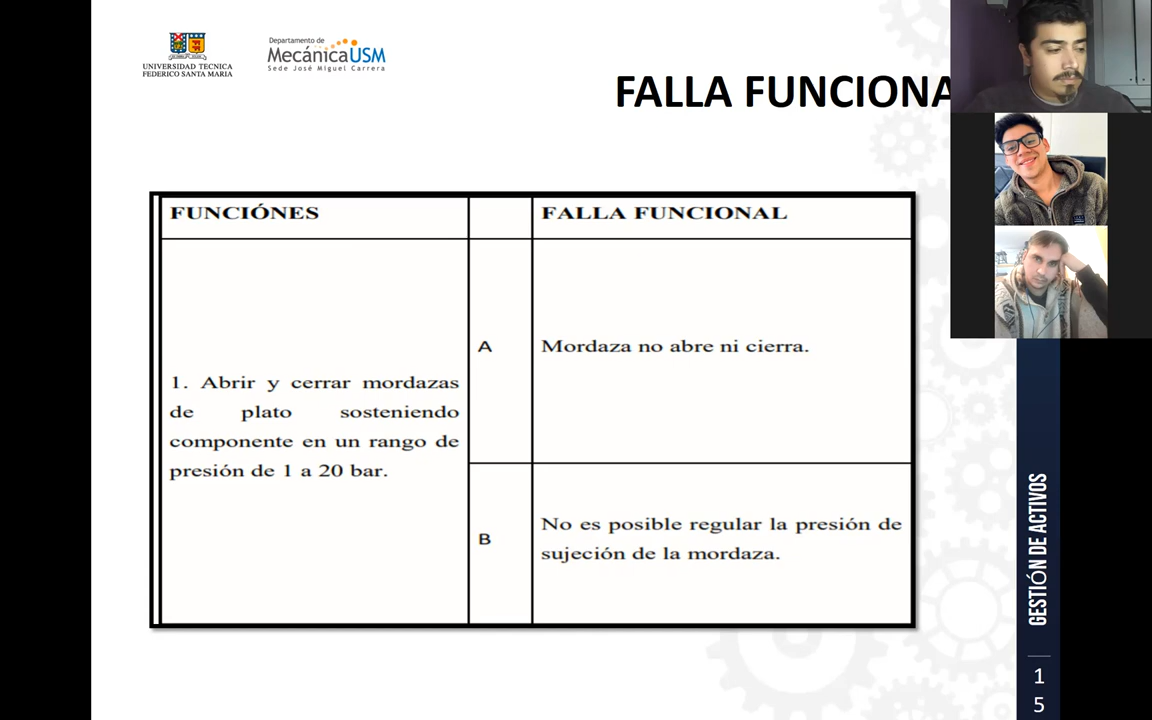 UNIVERSIDAD TECNICA
FEDERICO SANTA MARIA
Departamento de
MecánicaUSM
Sede José Miguel Carrera
FALLA FUNCIONA
FUNCIÓNES
FALLA FUNCIONAL
1. Abrir y cerrar mordazas
de plato sosteniendo
componente en un rango de
presión de 1 a 20 bar.
A
Mordaza no abre ni cierra.
B
No es posible regular la presión de
sujeción de la mordaza.
GESTIÓN DE ACTIVOS
1
5